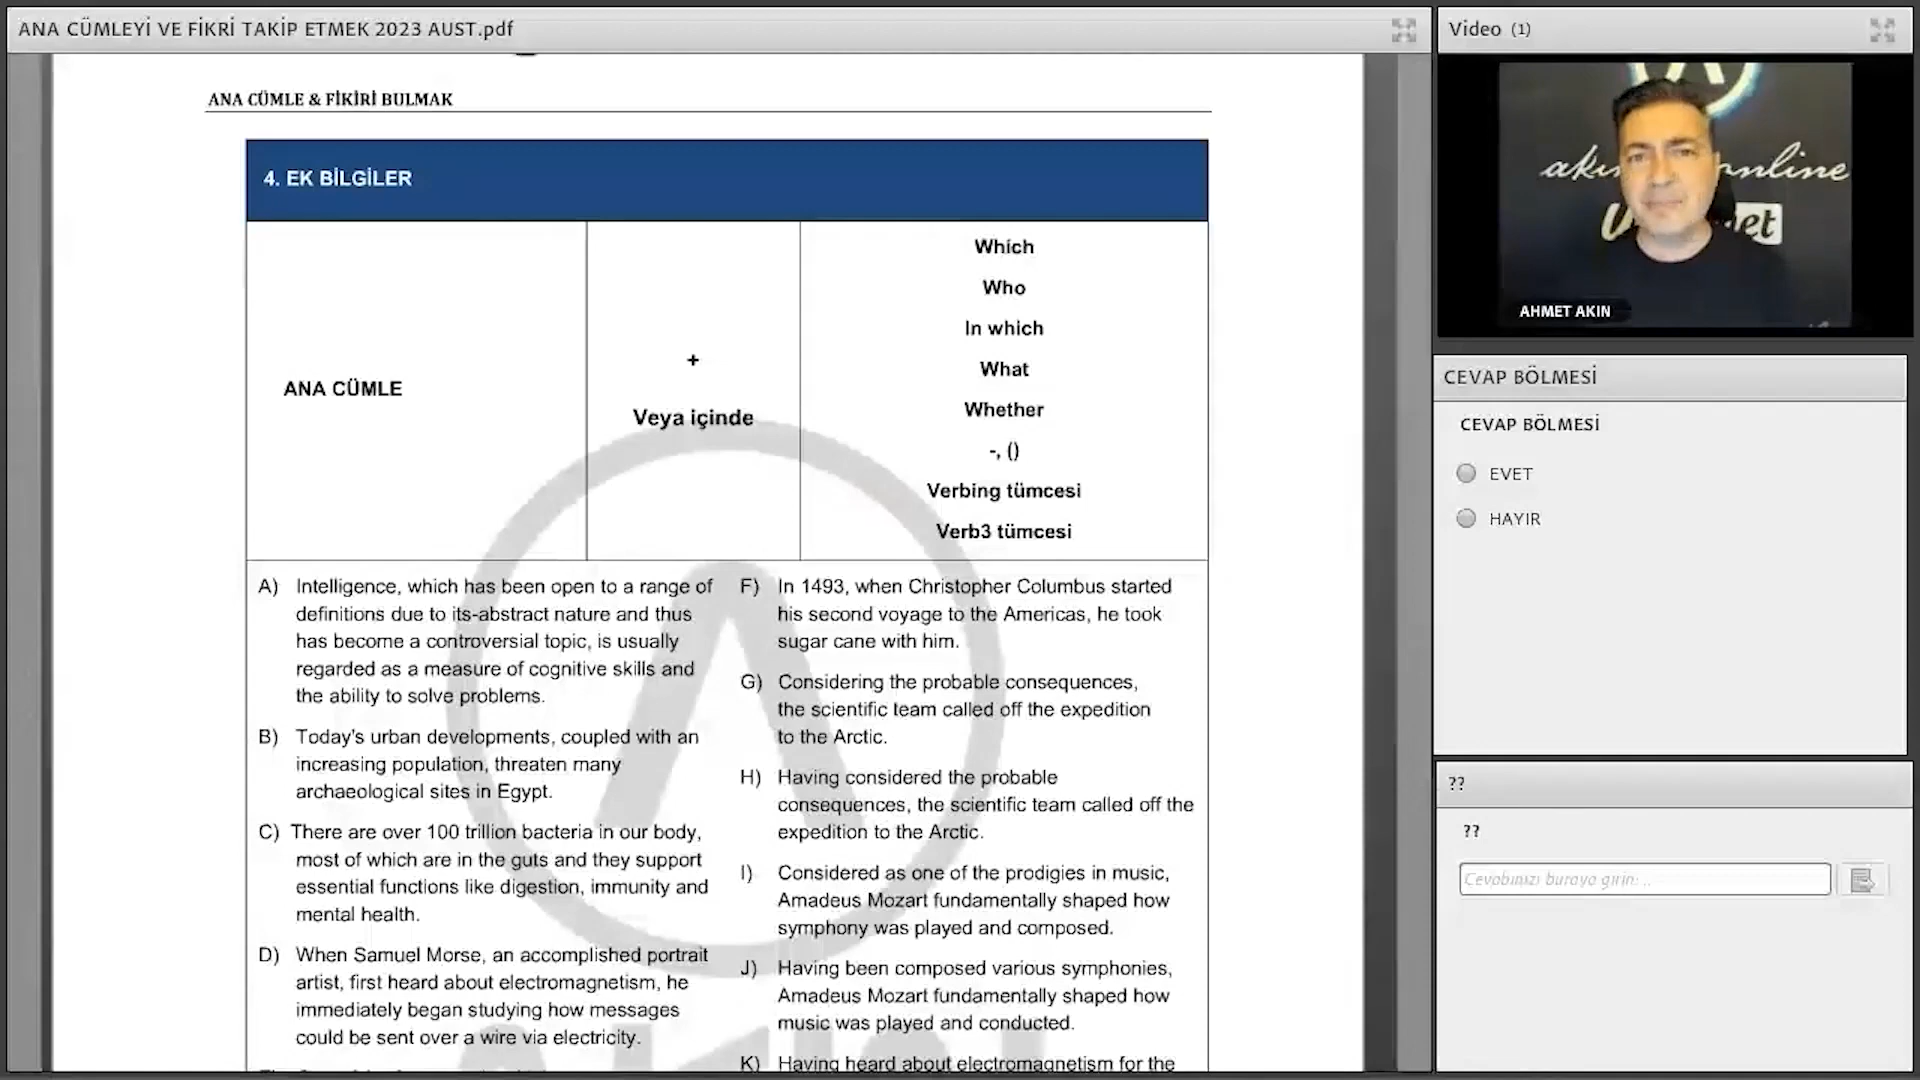 ANA CÜMLEYİ VE FİKRİ TAKİP ETMEK 2023 AUST.pdf
ANA CÜMLE & FİKİRİ BULMAK
4. EK BİLGİLER
ANA CÜMLE
+
Veya içinde
Which
Who
In which
What
Whether
-, ()
Verbing tümcesi
Verb3 tümcesi
A) Intelligence, which has been open to a range of
definitions due to its-abstract nature and thus
has become a controversial topic, is usually
regarded as a measure of cognitive skills and
the ability to solve problems.
B) Today's urban developments, coupled with an
increasing population, threaten many
archaeological sites in Egypt.
C) There are over 100 trillion bacteria in our body,
most of which are in the guts and they support
essential functions like digestion, immunity and
mental health.
D) When Samuel Morse, an accomplished portrait
artist, first heard about electromagnetism, he
immediately began studying how messages
could be sent over a wire via electricity.
F) In 1493, when Christopher Columbus started
his second voyage to the Americas, he took
sugar cane with him.
G) Considering the probable consequences,
the scientific team called off the expedition
to the Arctic.
H) Having considered the probable
consequences, the scientific team called off the
expedition to the Arctic.
I) Considered as one of the prodigies in music,
Amadeus Mozart fundamentally shaped how
symphony was played and composed.
J) Having been composed various symphonies,
Amadeus Mozart fundamentally shaped how
music was played and conducted.
K) Having heard about electromagnetism for the
Video (1)
AHMET AKIN
CEVAP BÖLMESİ
CEVAP BÖLMESİ
EVET
HAYIR
??
??
Cevabınızı buraya girin: ..